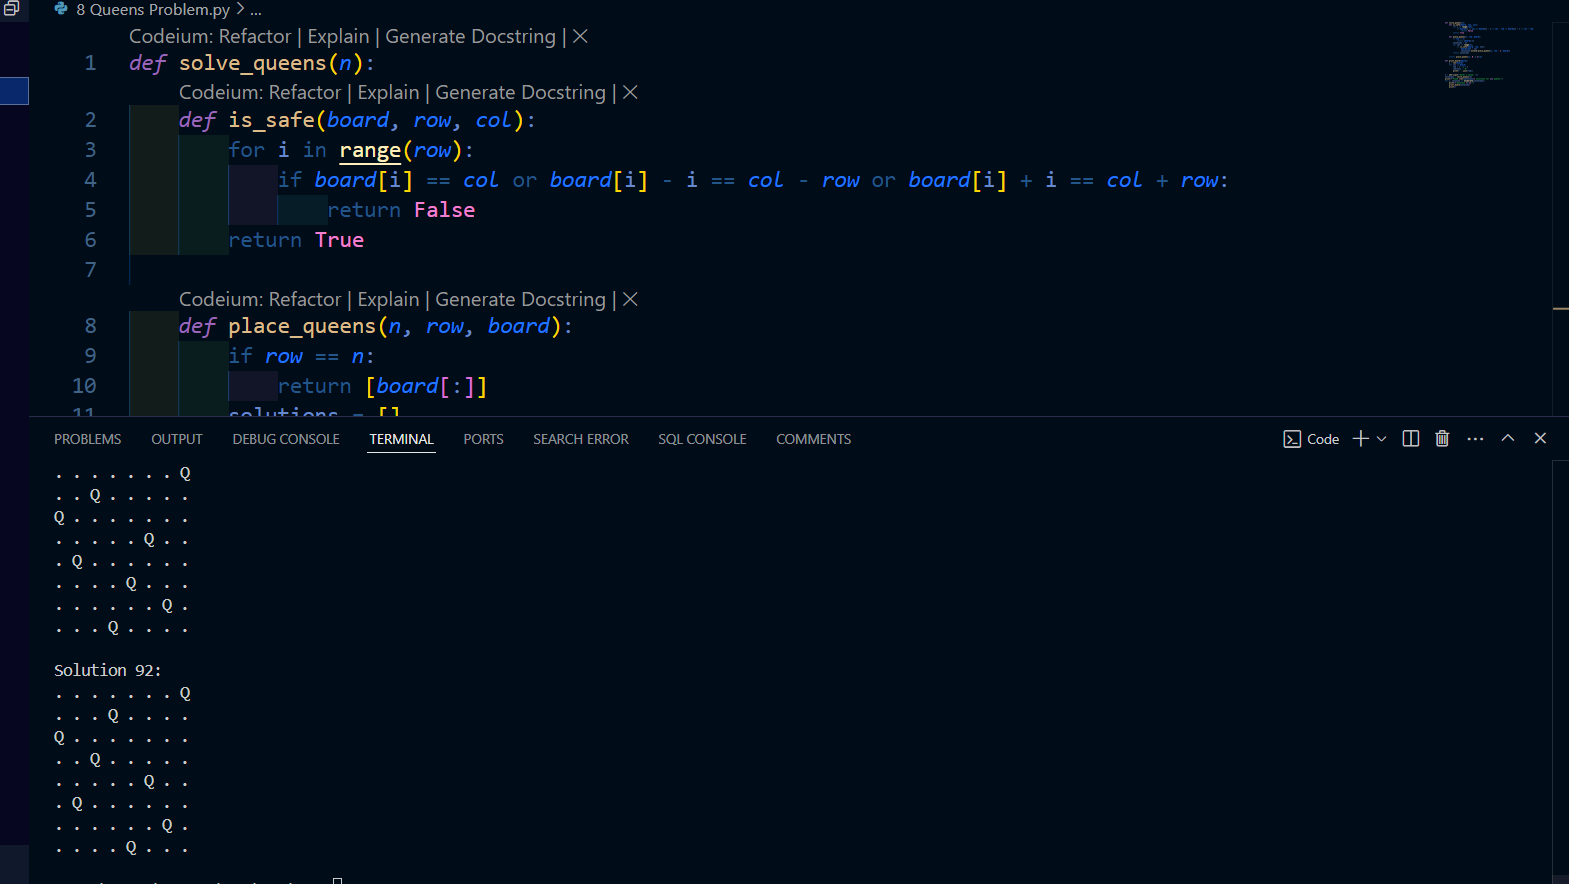 8 Queens Problem.py > ...
Codeium: Refactor | Explain | Generate Docstring | ×
1 def solve_queens(n):
Codeium: Refactor | Explain | Generate Docstring | ×
2 def is_safe(board, row, col):
3 for i in range(row):
4 if board[i] == col or board[i] - i == col - row or board[i] + i == col + row:
5 return False
6 return True
7
Codeium: Refactor | Explain | Generate Docstring | ×
8 def place_queens(n, row, board):
9 if row == n:
10 return [board[:]]
11 solutions = []
PROBLEMS OUTPUT DEBUG CONSOLE TERMINAL PORTS SEARCH ERROR SQL CONSOLE COMMENTS Code
. . . . . . . Q
. . Q . . . . .
Q . . . . . . .
. . . . . Q . .
. Q . . . . . .
. . . . Q . . .
. . . . . . Q .
. . . Q . . . .
Solution 92:
. . . . . . . Q
. . . Q . . . .
Q . . . . . . .
. . Q . . . . .
. . . . . Q . .
. Q . . . . . .
. . . . . . Q .
. . . . Q . . .